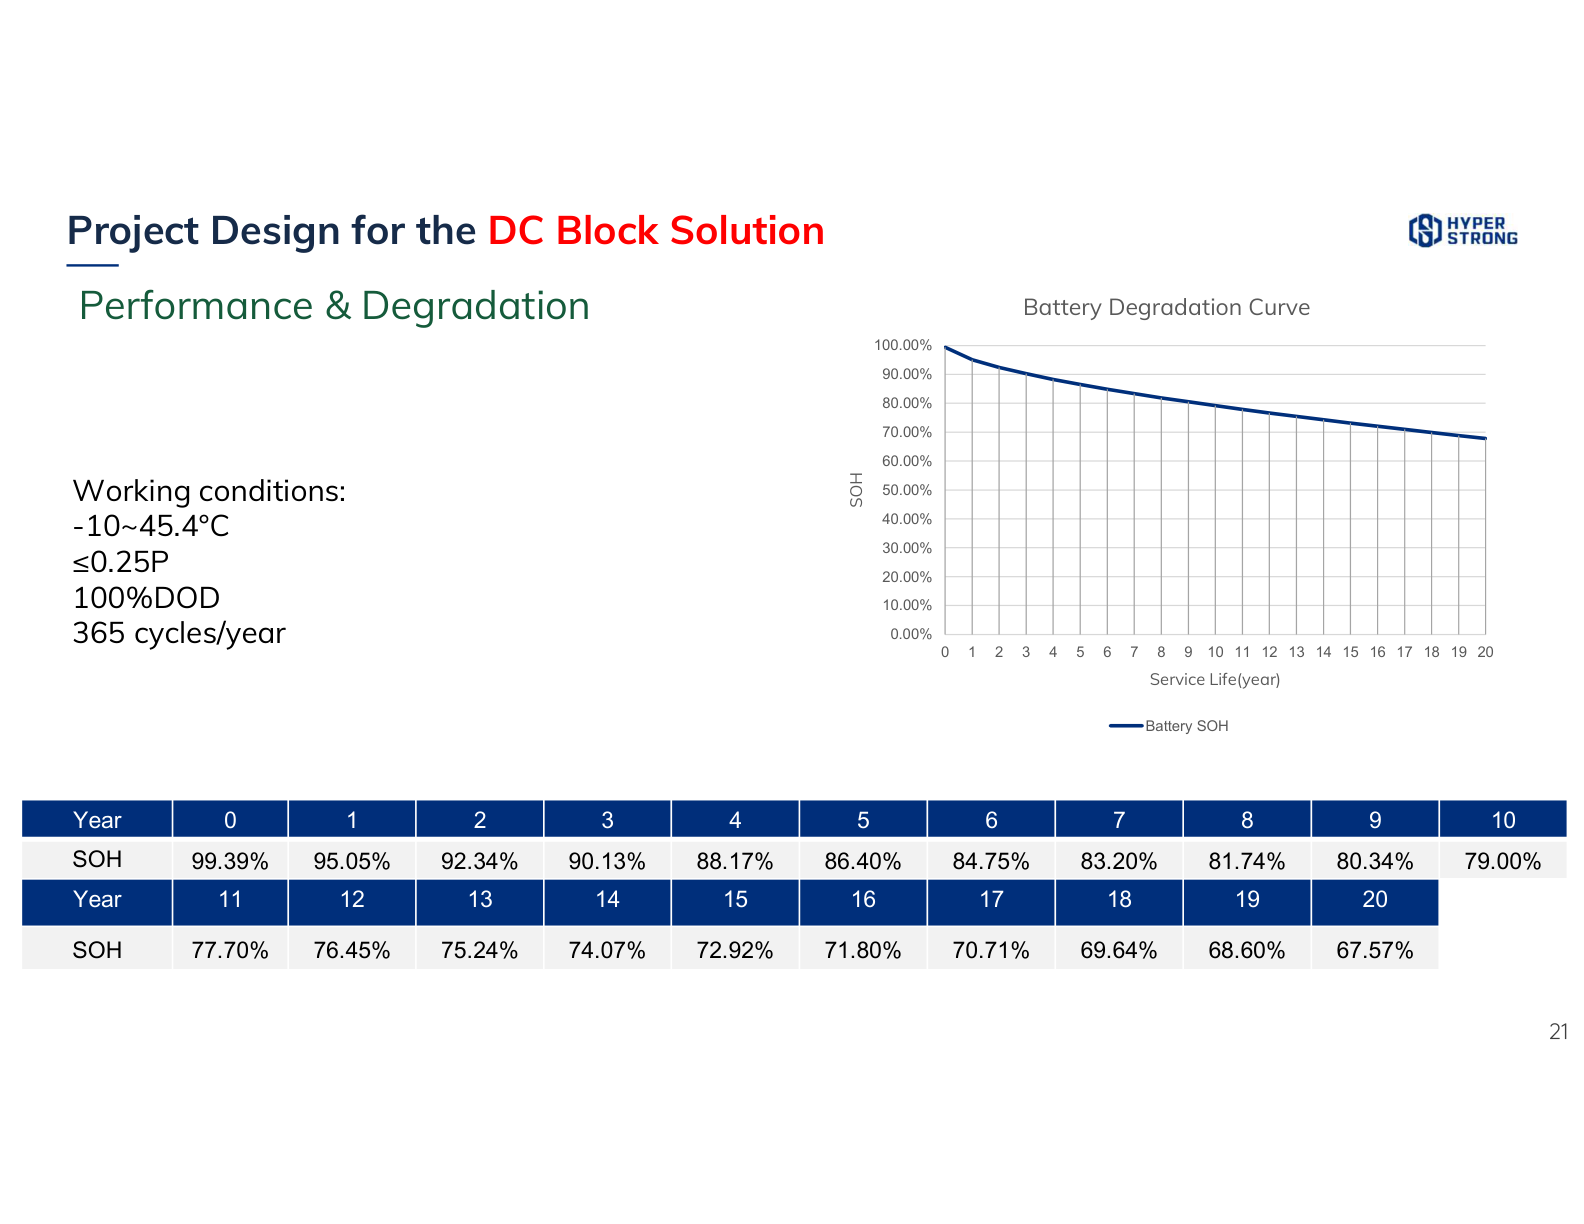 Project Design for the DC Block Solution
HYPER
STRONG
Performance & Degradation
Working conditions:
-10~45.4°C
≤0.25P
100%DOD
365 cycles/year
Battery Degradation Curve
100.00%
90.00%
80.00%
70.00%
60.00%
50.00%
40.00%
30.00%
20.00%
10.00%
0.00%
SOH
0 1 2 3 4 5 6 7 8 9 10 11 12 13 14 15 16 17 18 19 20
Service Life(year)
Battery SOH
Year 0 1 2 3 4 5 6 7 8 9 10
SOH 99.39% 95.05% 92.34% 90.13% 88.17% 86.40% 84.75% 83.20% 81.74% 80.34% 79.00%
Year 11 12 13 14 15 16 17 18 19 20
SOH 77.70% 76.45% 75.24% 74.07% 72.92% 71.80% 70.71% 69.64% 68.60% 67.57%
21